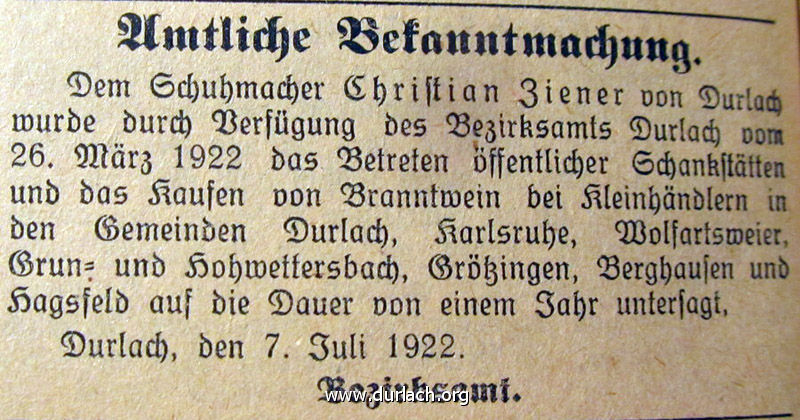 Amtliche Bekanntmachung.
Dem Schuhmacher Christian Ziener von Durlach
wurde durch Verfügung des Bezirksamts Durlach vom
26. März 1922 das Betreten öffentlicher Schankstätten
und das Kaufen von Branntwein bei Kleinhändlern in
den Gemeinden Durlach, Karlsruhe, Wolfartsweier,
Grün- und Hohwettersbach, Grötzingen, Berghausen und
Hagsfeld auf die Dauer von einem Jahr untersagt.
Durlach, den 7. Juli 1922.
Bezirksamt.
www.durlach.org